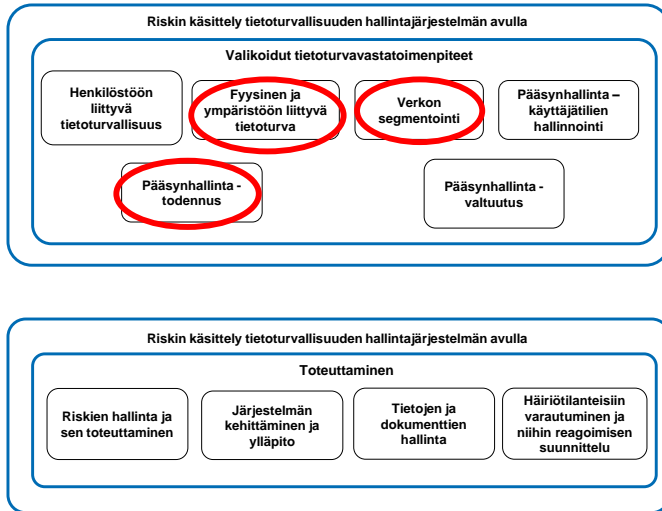 Riskin käsittely tietoturvallisuuden hallintajärjestelmän avulla
Valikoidut tietoturvavastatoimenpiteet
Henkilöstöön
liittyvä
tietoturvallisuus
Fyysinen ja
ympäristöön liittyvä
tietoturva
Verkon
segmentointi
Pääsynhallinta –
käyttäjätilien
hallinnointi
Pääsynhallinta -
todennus
Pääsynhallinta -
valtuutus
Riskin käsittely tietoturvallisuuden hallintajärjestelmän avulla
Toteuttaminen
Riskien hallinta ja
sen toteuttaminen
Järjestelmän
kehittäminen ja
ylläpito
Tietojen ja
dokumenttien
hallinta
Häiriötilanteisiin
varautuminen ja
niihin reagoimisen
suunnittelu